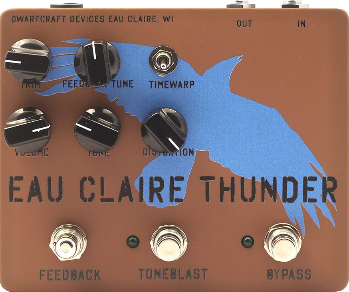 DWARFCRAFT DEVICES EAU CLAIRE, WI
OUT IN
TRIM FEEDBACK TUNE TIMEWARP
VOLUME TONE DISTORTION
EAU CLAIRE THUNDER
FEEDBACK TONEBLAST BYPASS